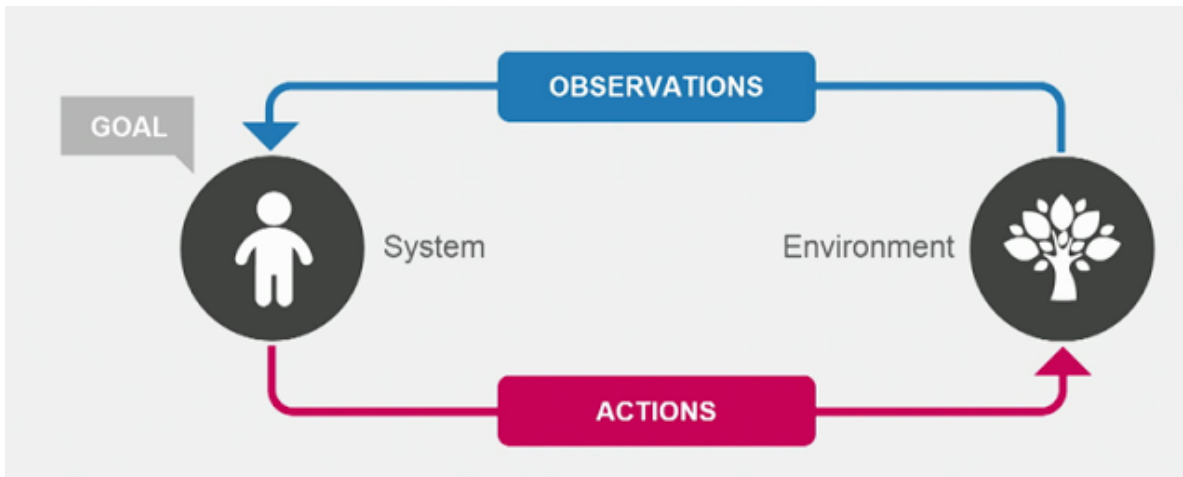 OBSERVATIONS
GOAL
System
Environment
ACTIONS